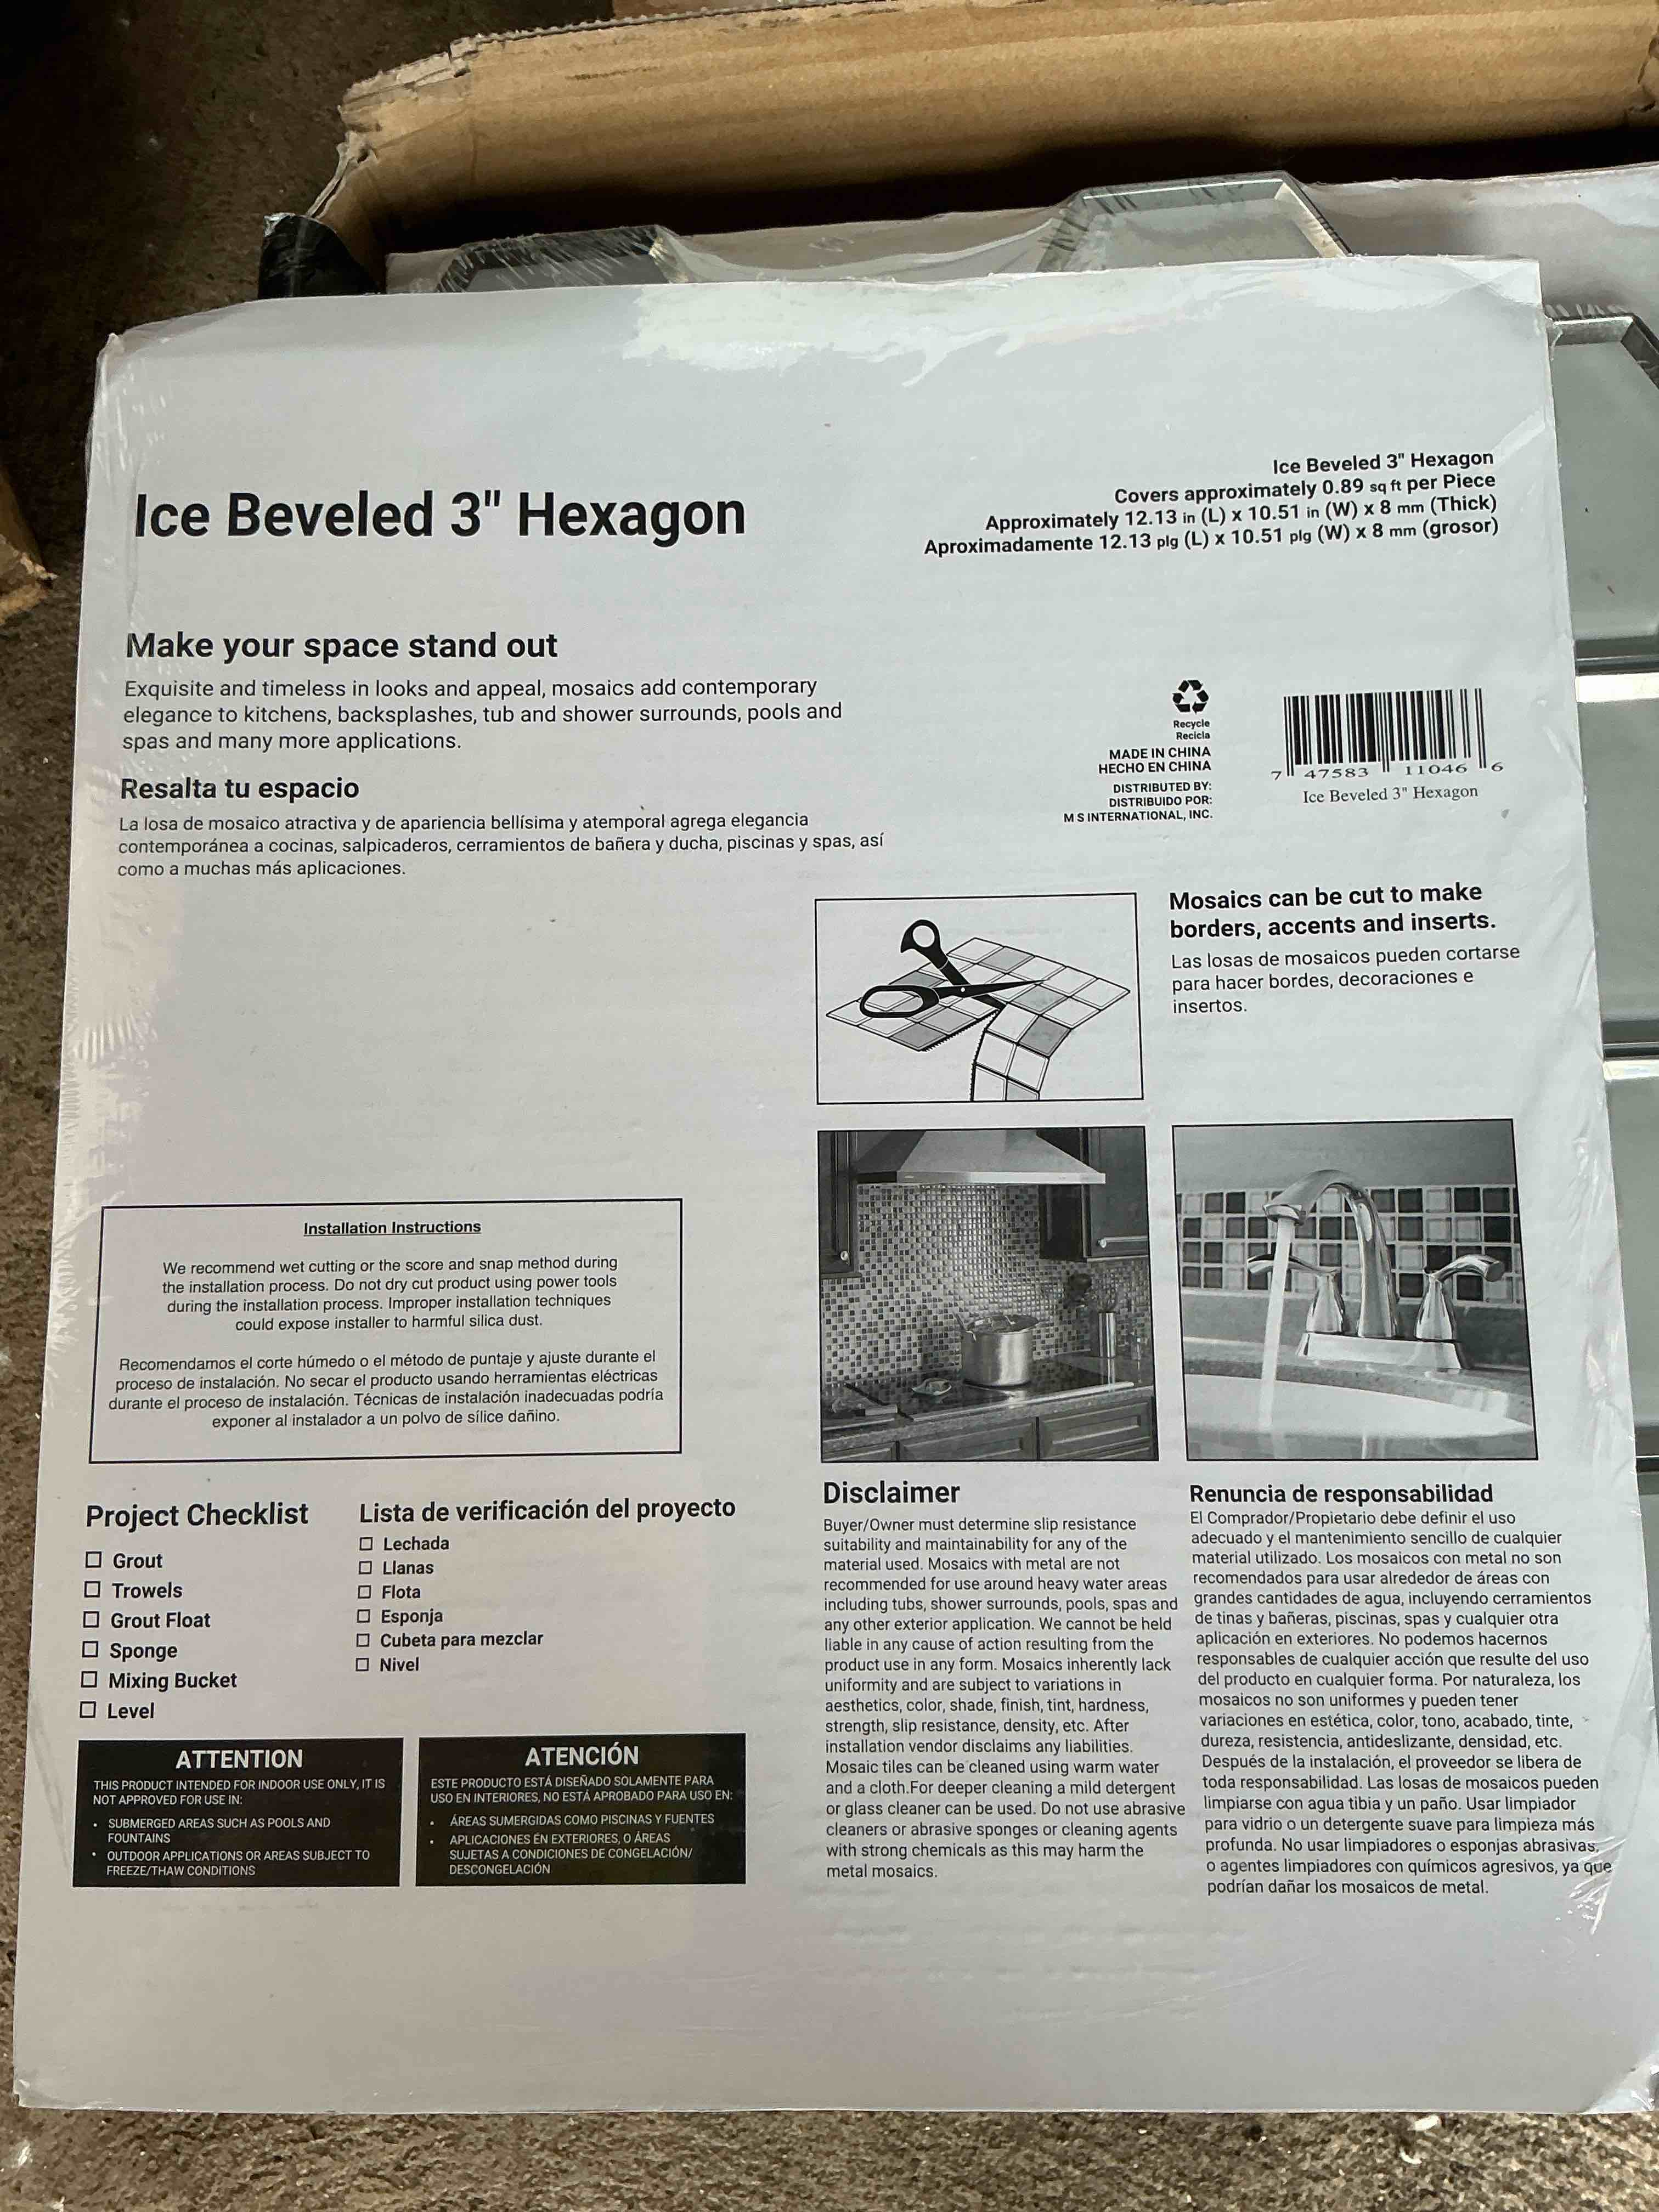 Ice Beveled 3" Hexagon
Ice Beveled 3" Hexagon
Covers approximately 0.89 sq ft per Piece
Approximately 12.13 in (L) x 10.51 in (W) x 8 mm (Thick)
Aproximadamente 12.13 plg (L) x 10.51 plg (W) x 8 mm (grosor)
Make your space stand out
Exquisite and timeless in looks and appeal, mosaics add contemporary
elegance to kitchens, backsplashes, tub and shower surrounds, pools and
spas and many more applications.
Resalta tu espacio
La losa de mosaico atractiva y de apariencia bellísima y atemporal agrega elegancia
contemporánea a cocinas, salpicaderos, cerramientos de bañera y ducha, piscinas y spas, así
como a muchas más aplicaciones.
Recycle
Recicla
MADE IN CHINA
HECHO EN CHINA
DISTRIBUTED BY:
DISTRIBUIDO POR:
M S INTERNATIONAL, INC.
7 47583 11046 6
Ice Beveled 3" Hexagon
Mosaics can be cut to make
borders, accents and inserts.
Las losas de mosaicos pueden cortarse
para hacer bordes, decoraciones e
insertos.
Installation Instructions
We recommend wet cutting or the score and snap method during
the installation process. Do not dry cut product using power tools
during the installation process. Improper installation techniques
could expose installer to harmful silica dust.
Recomendamos el corte húmedo o el método de puntaje y ajuste durante el
proceso de instalación. No secar el producto usando herramientas eléctricas
durante el proceso de instalación. Técnicas de instalación inadecuadas podría
exponer al instalador a un polvo de sílice dañino.
Project Checklist
Grout
Trowels
Grout Float
Sponge
Mixing Bucket
Level
Lista de verificación del proyecto
Lechada
Llanas
Flota
Esponja
Cubeta para mezclar
Nivel
ATTENTION
THIS PRODUCT INTENDED FOR INDOOR USE ONLY, IT IS
NOT APPROVED FOR USE IN:
• SUBMERGED AREAS SUCH AS POOLS AND
FOUNTAINS
• OUTDOOR APPLICATIONS OR AREAS SUBJECT TO
FREEZE/THAW CONDITIONS
ATENCIÓN
ESTE PRODUCTO ESTÁ DISEÑADO SOLAMENTE PARA
USO EN INTERIORES, NO ESTÁ APROBADO PARA USO EN:
• ÁREAS SUMERGIDAS COMO PISCINAS Y FUENTES
• APLICACIONES EN EXTERIORES, O ÁREAS
SUJETAS A CONDICIONES DE CONGELACIÓN/
DESCONGELACIÓN
Disclaimer
Buyer/Owner must determine slip resistance
suitability and maintainability for any of the
material used. Mosaics with metal are not
recommended for use around heavy water areas
including tubs, shower surrounds, pools, spas and
any other exterior application. We cannot be held
liable in any cause of action resulting from the
product use in any form. Mosaics inherently lack
uniformity and are subject to variations in
aesthetics, color, shade, finish, tint, hardness,
strength, slip resistance, density, etc. After
installation vendor disclaims any liabilities.
Mosaic tiles can be cleaned using warm water
and a cloth.For deeper cleaning a mild detergent
or glass cleaner can be used. Do not use abrasive
cleaners or abrasive sponges or cleaning agents
with strong chemicals as this may harm the
metal mosaics.
Renuncia de responsabilidad
El Comprador/Propietario debe definir el uso
adecuado y el mantenimiento sencillo de cualquier
material utilizado. Los mosaicos con metal no son
recomendados para usar alrededor de áreas con
grandes cantidades de agua, incluyendo cerramientos
de tinas y bañeras, piscinas, spas y cualquier otra
aplicación en exteriores. No podemos hacernos
responsables de cualquier acción que resulte del uso
del producto en cualquier forma. Por naturaleza, los
mosaicos no son uniformes y pueden tener
variaciones en estética, color, tono, acabado, tinte,
dureza, resistencia, antideslizante, densidad, etc.
Después de la instalación, el proveedor se libera de
toda responsabilidad. Las losas de mosaicos pueden
limpiarse con agua tibia y un paño. Usar limpiador
para vidrio o un detergente suave para limpieza más
profunda. No usar limpiadores o esponjas abrasivas,
o agentes limpiadores con químicos agresivos, ya que
podrían dañar los mosaicos de metal.